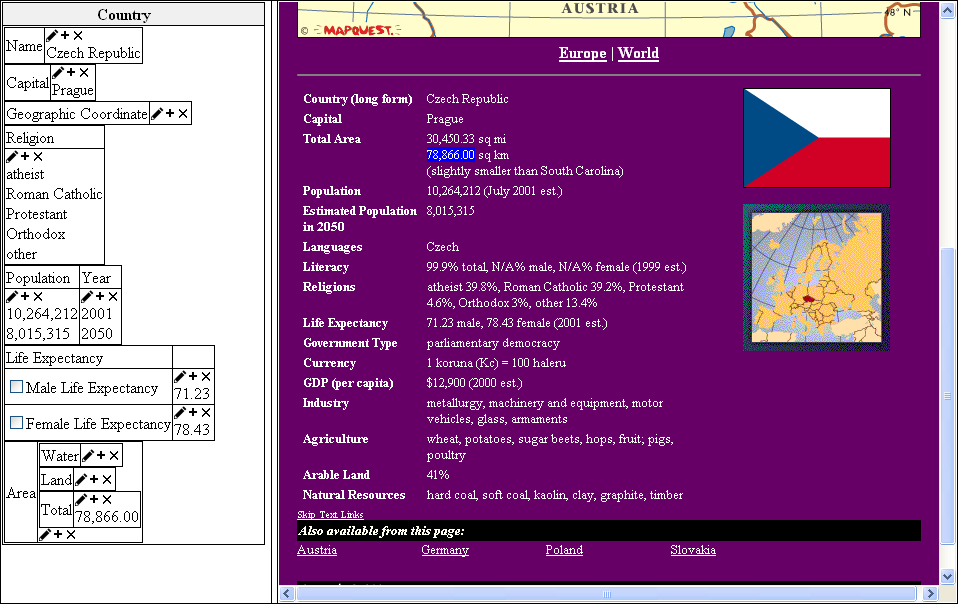 Country
Name
Czech Republic
Capital
Prague
Geographic Coordinate
Religion
atheist
Roman Catholic
Protestant
Orthodox
other
Population Year
10,264,212 2001
8,015,315 2050
Life Expectancy
Male Life Expectancy
71.23
Female Life Expectancy
78.43
Area
Water
Land
Total
78,866.00
AUSTRIA
48° N
© MAPQUEST.
Europe | World
Country (long form) Czech Republic
Capital Prague
Total Area 30,450.33 sq mi
78,866.00 sq km
(slightly smaller than South Carolina)
Population 10,264,212 (July 2001 est.)
Estimated Population 8,015,315
in 2050
Languages Czech
Literacy 99.9% total, N/A% male, N/A% female (1999 est.)
Religions atheist 39.8%, Roman Catholic 39.2%, Protestant
4.6%, Orthodox 3%, other 13.4%
Life Expectancy 71.23 male, 78.43 female (2001 est.)
Government Type parliamentary democracy
Currency 1 koruna (Kc) = 100 haleru
GDP (per capita) $12,900 (2000 est.)
Industry metallurgy, machinery and equipment, motor
vehicles, glass, armaments
Agriculture wheat, potatoes, sugar beets, hops, fruit; pigs,
poultry
Arable Land 41%
Natural Resources hard coal, soft coal, kaolin, clay, graphite, timber
Skip Text Links
Also available from this page:
Austria Germany Poland Slovakia